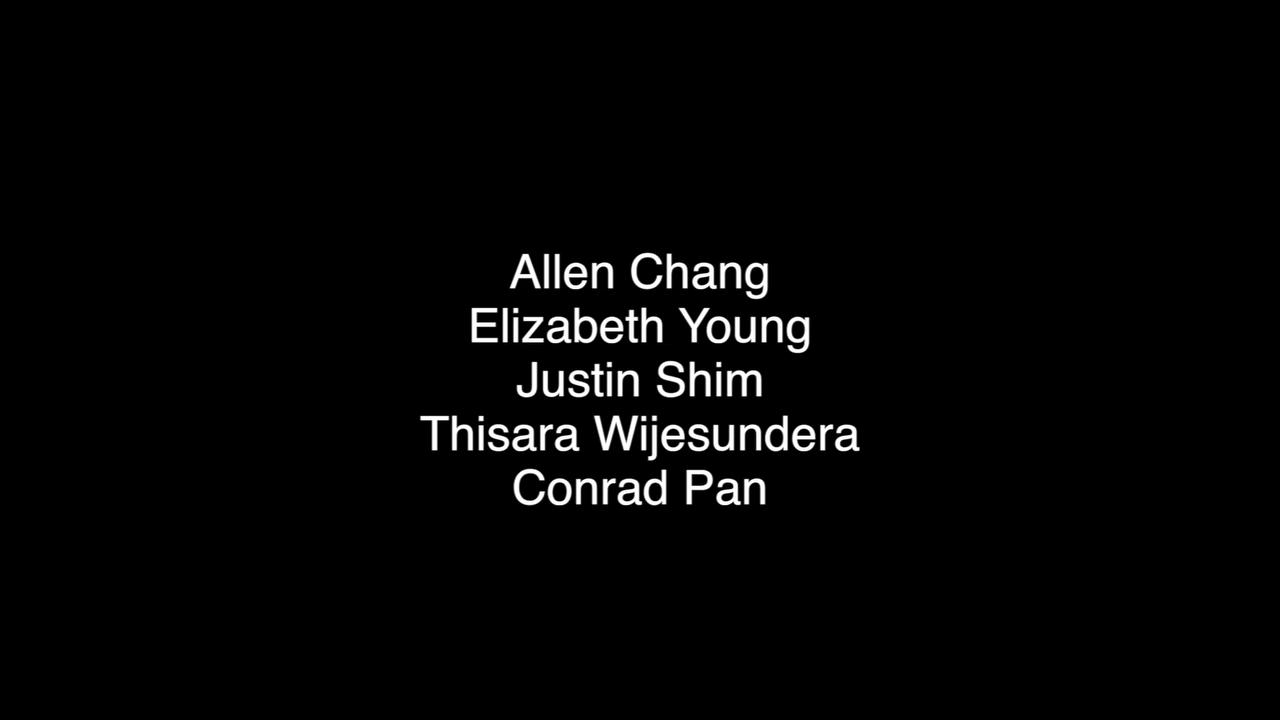 Allen Chang
Elizabeth Young
Justin Shim
Thisara Wijesundera
Conrad Pan